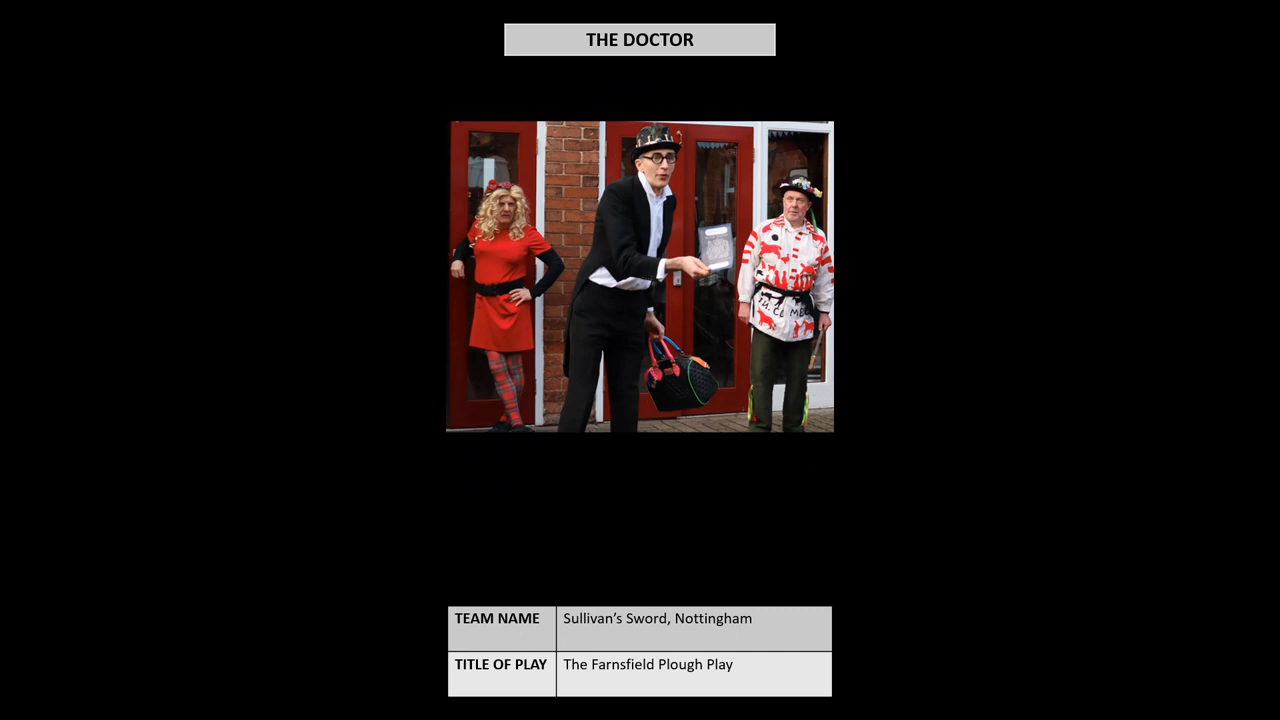 THE DOCTOR
TEAM NAME Sullivan's Sword, Nottingham
TITLE OF PLAY The Farnsfield Plough Play